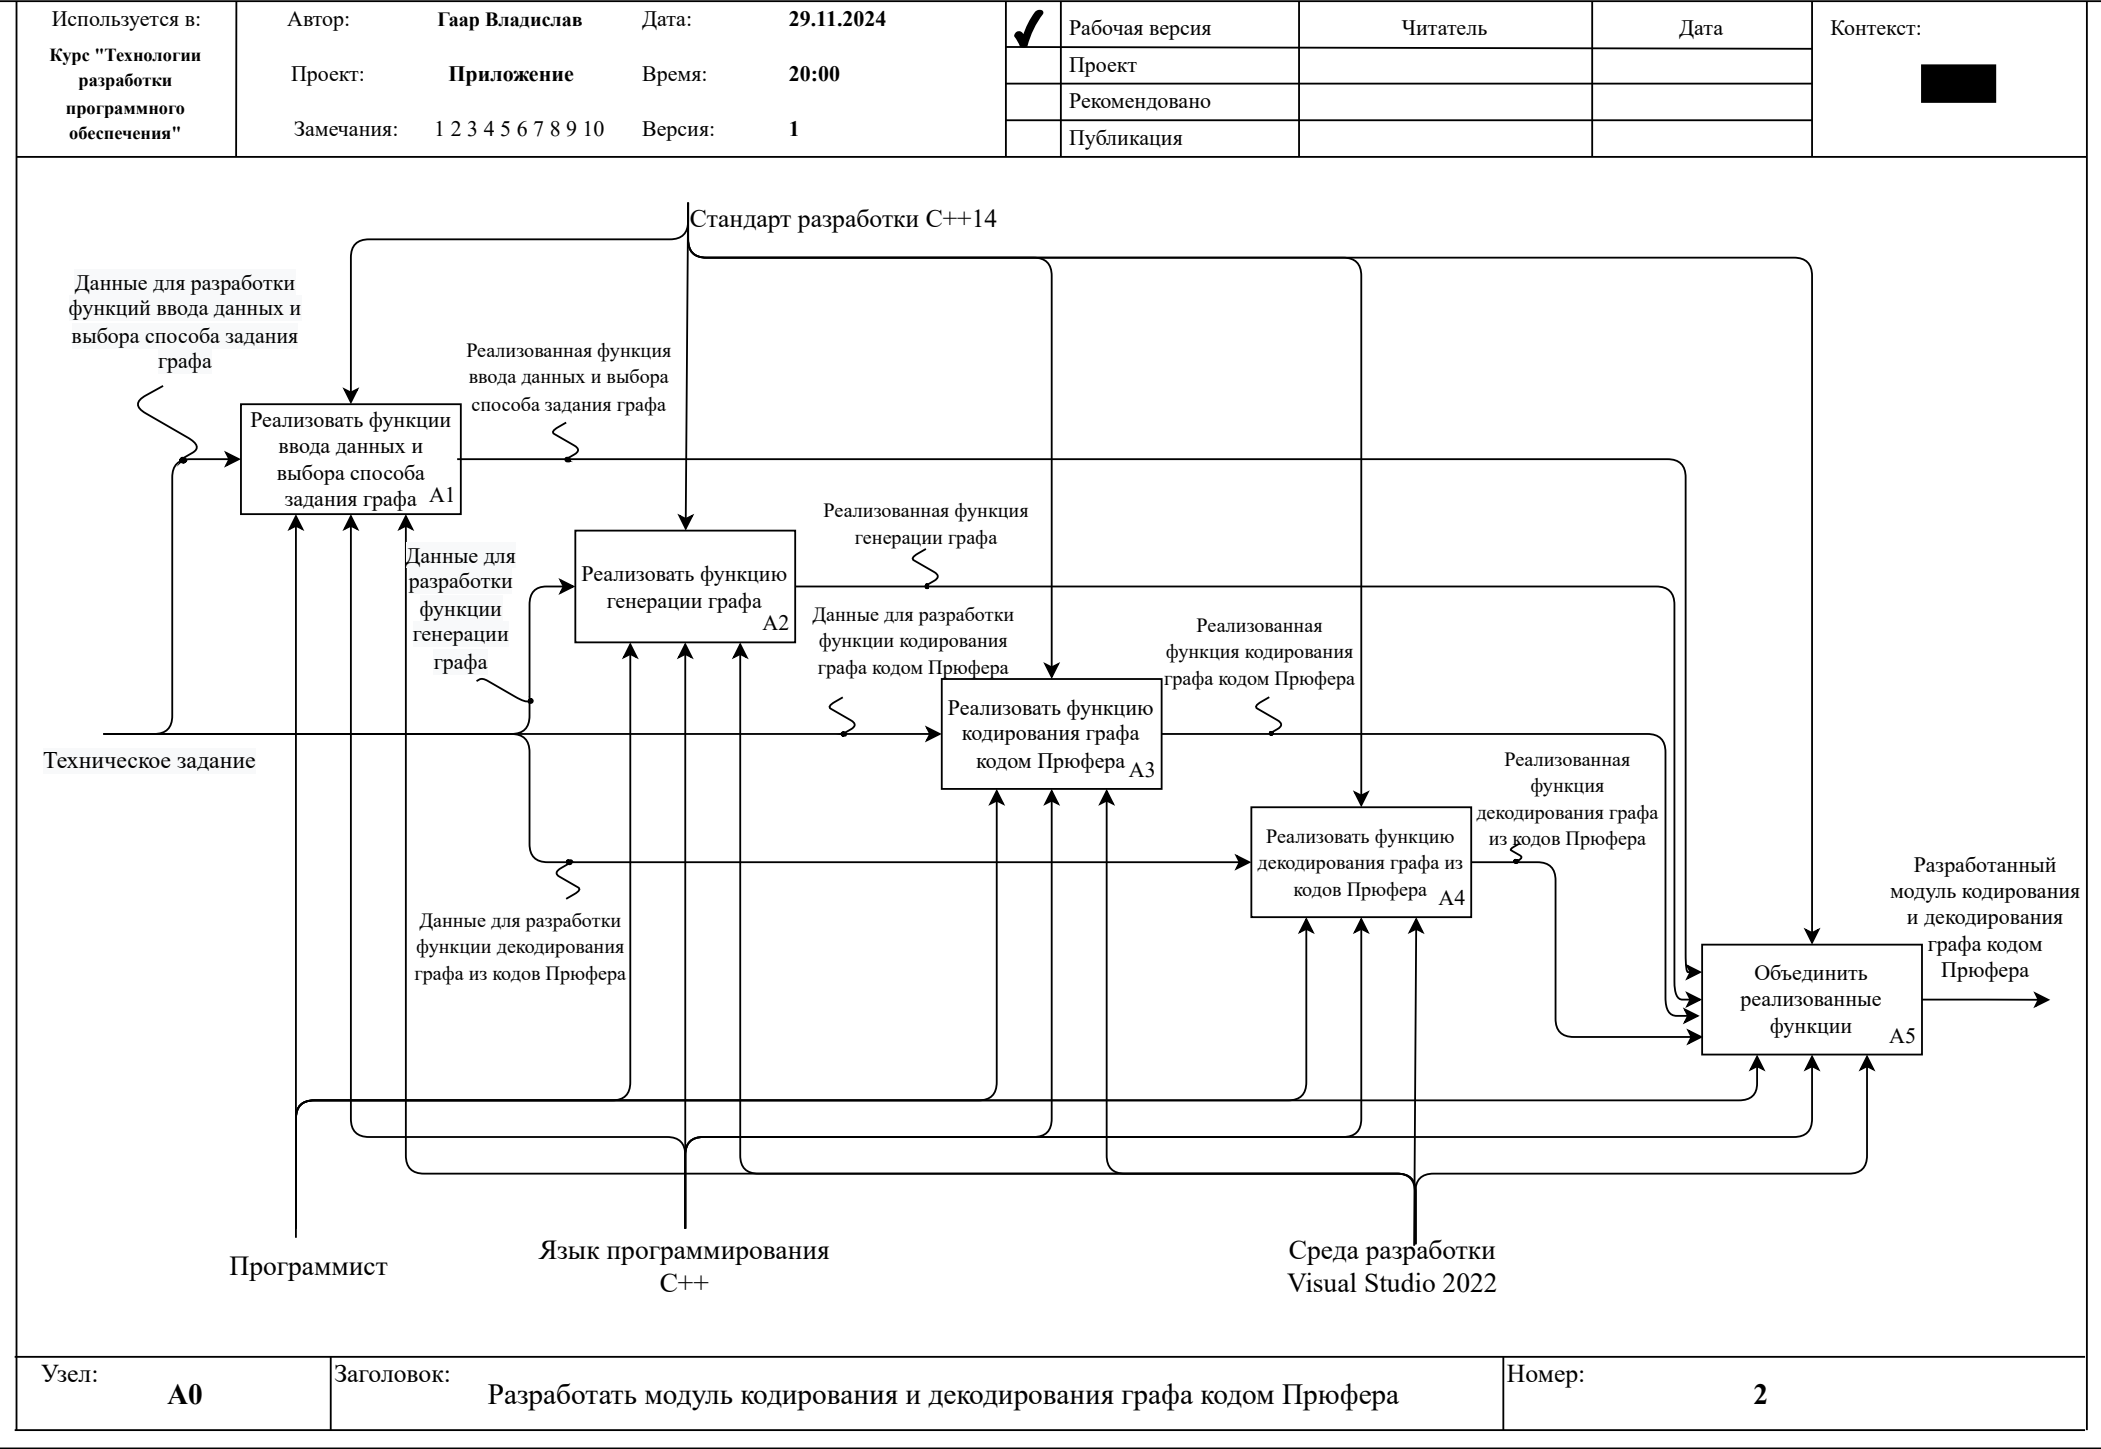 Используется в:
Курс "Технологии
разработки
программного
обеспечения"
Автор:
Гаар Владислав
Дата:
29.11.2024
Проект:
Приложение
Время:
20:00
Замечания:
1 2 3 4 5 6 7 8 9 10
Версия:
1
Рабочая версия
Проект
Рекомендовано
Публикация
Читатель
Дата
Контекст:
Стандарт разработки C++14
Данные для разработки
функций ввода данных и
выбора способа задания
графа
Реализованная функция
ввода данных и выбора
способа задания графа
Реализовать функции
ввода данных и
выбора способа
задания графа
A1
Данные для
разработки
функции
генерации
графа
Реализовать функцию
генерации графа
A2
Реализованная функция
генерации графа
Данные для разработки
функции кодирования
графа кодом Прюфера
Реализованная
функция кодирования
графа кодом Прюфера
Реализовать функцию
кодирования графа
кодом Прюфера
A3
Техническое задание
Реализованная
функция
декодирования графа
из кодов Прюфера
Реализовать функцию
декодирования графа из
кодов Прюфера
A4
Данные для разработки
функции декодирования
графа из кодов Прюфера
Разработанный
модуль кодирования
и декодирования
графа кодом
Прюфера
Объединить
реализованные
функции
A5
Программист
Язык программирования
C++
Среда разработки
Visual Studio 2022
Узел:
A0
Заголовок:
Разработать модуль кодирования и декодирования графа кодом Прюфера
Номер:
2